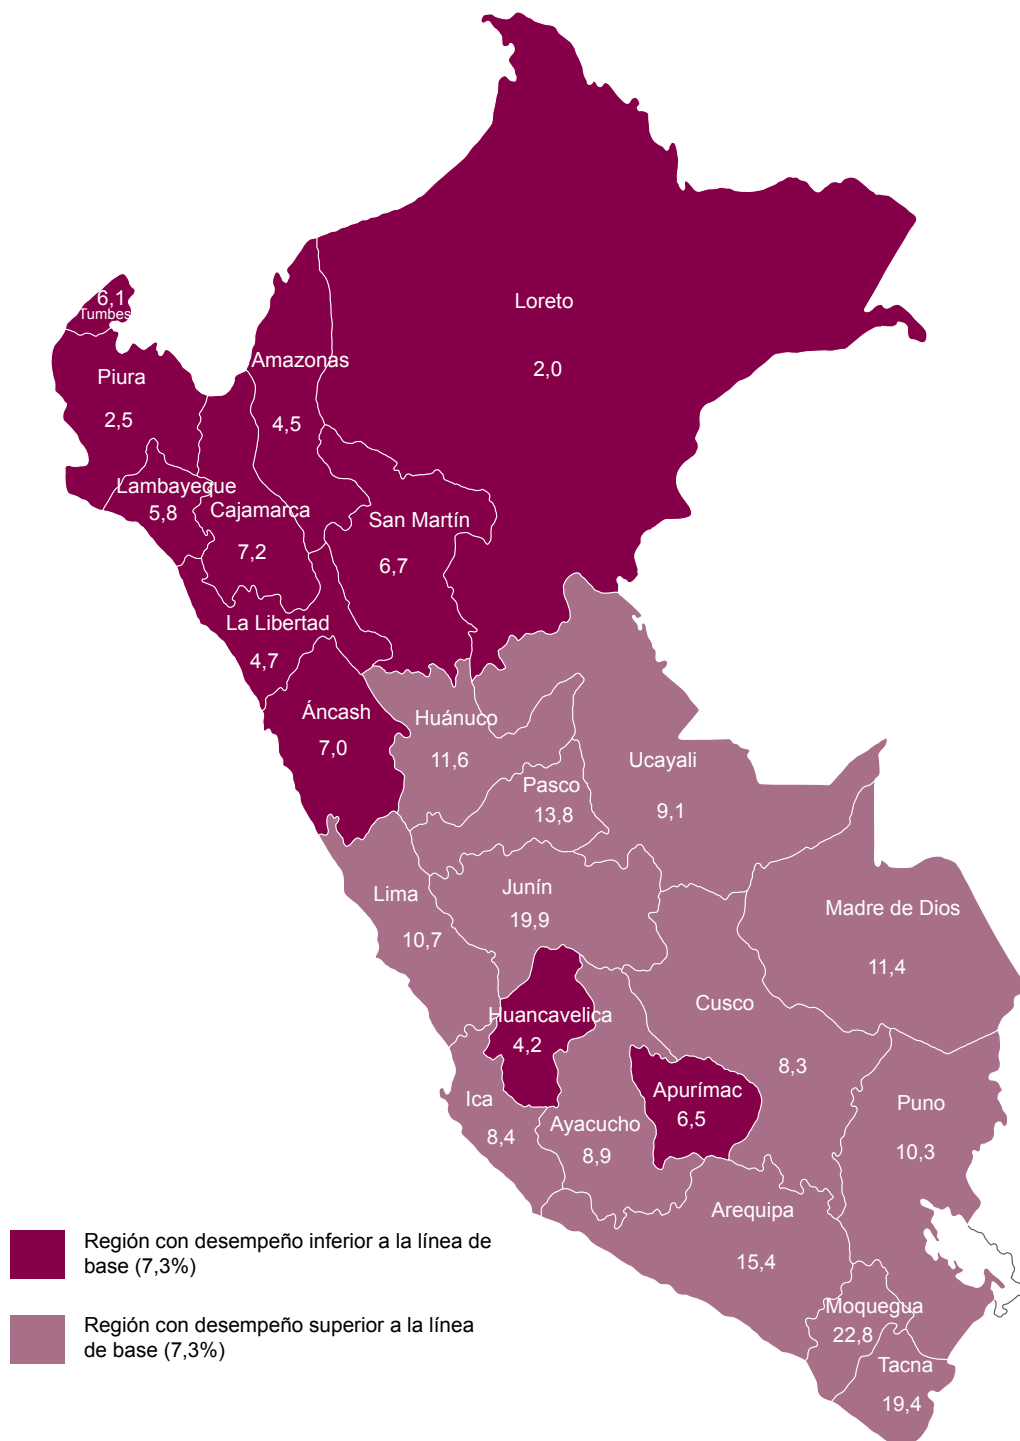 6,1
Tumbes
Loreto
2,0
Amazonas
4,5
Piura
2,5
Lambayeque
5,8
Cajamarca
7,2
San Martín
6,7
La Libertad
4,7
Áncash
7,0
Huánuco
11,6
Ucayali
9,1
Pasco
13,8
Lima
10,7
Junín
19,9
Madre de Dios
11,4
Huancavelica
4,2
Cusco
8,3
Ica
8,4
Ayacucho
8,9
Apurímac
6,5
Puno
10,3
Arequipa
15,4
Moquegua
22,8
Tacna
19,4
Región con desempeño inferior a la línea de
base (7,3%)
Región con desempeño superior a la línea
de base (7,3%)